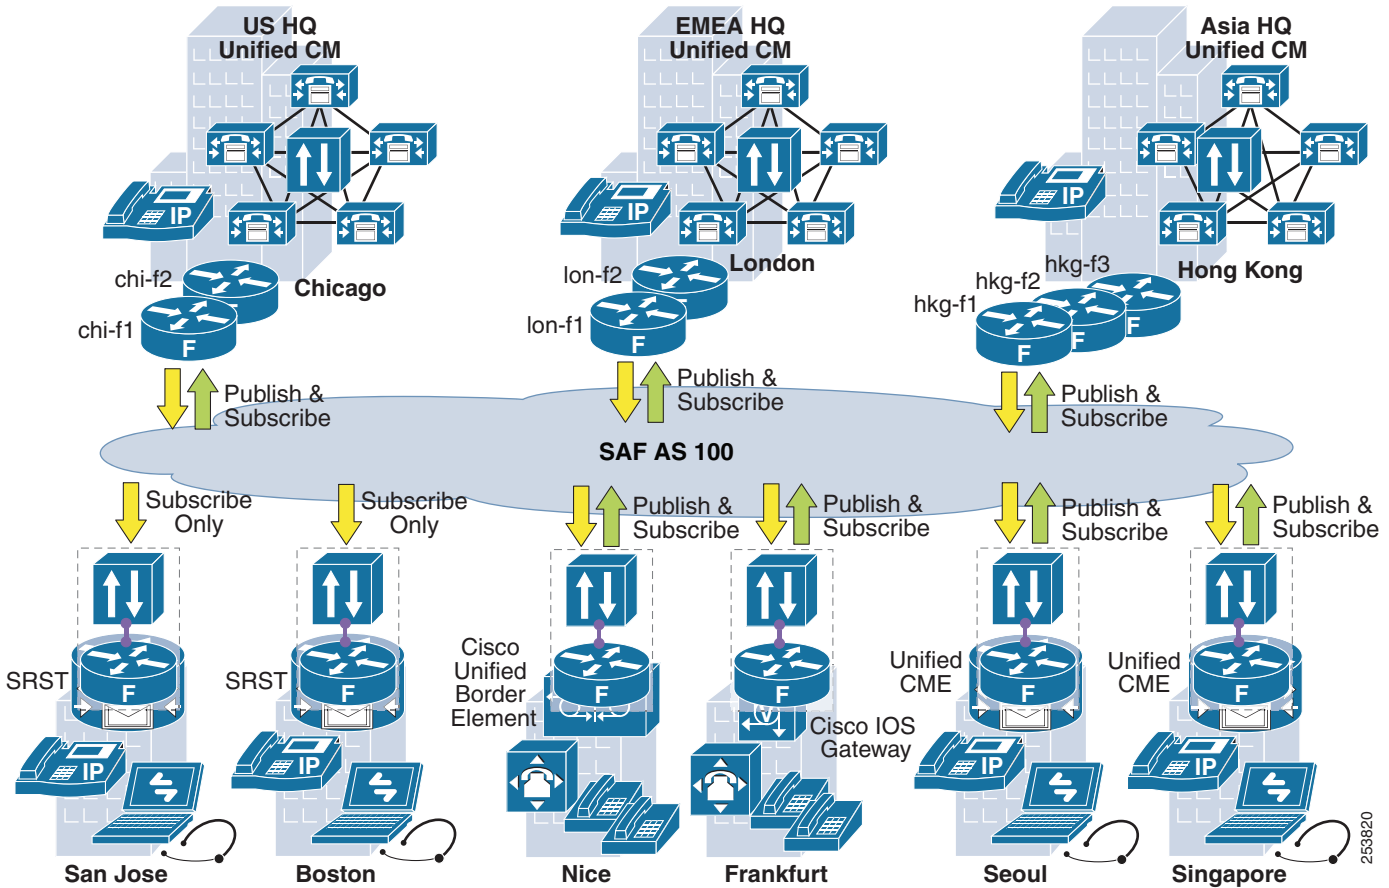 US HQ
Unified CM
EMEA HQ
Unified CM
Asia HQ
Unified CM
IP
IP
IP
chi-f2
Chicago
chi-f1
F
lon-f2
London
lon-f1
F
hkg-f3
Hong Kong
hkg-f2
hkg-f1
F
F
F
Publish &
Subscribe
Publish &
Subscribe
Publish &
Subscribe
SAF AS 100
Subscribe
Only
Subscribe
Only
Publish &
Subscribe
Publish &
Subscribe
Publish &
Subscribe
Publish &
Subscribe
SRST
F
SRST
F
Cisco
Unified
Border
Element
F
F
V
Cisco IOS
Gateway
Unified
CME
F
Unified
CME
F
IP
IP
IP
IP
San Jose
Boston
Nice
Frankfurt
Seoul
Singapore
253820